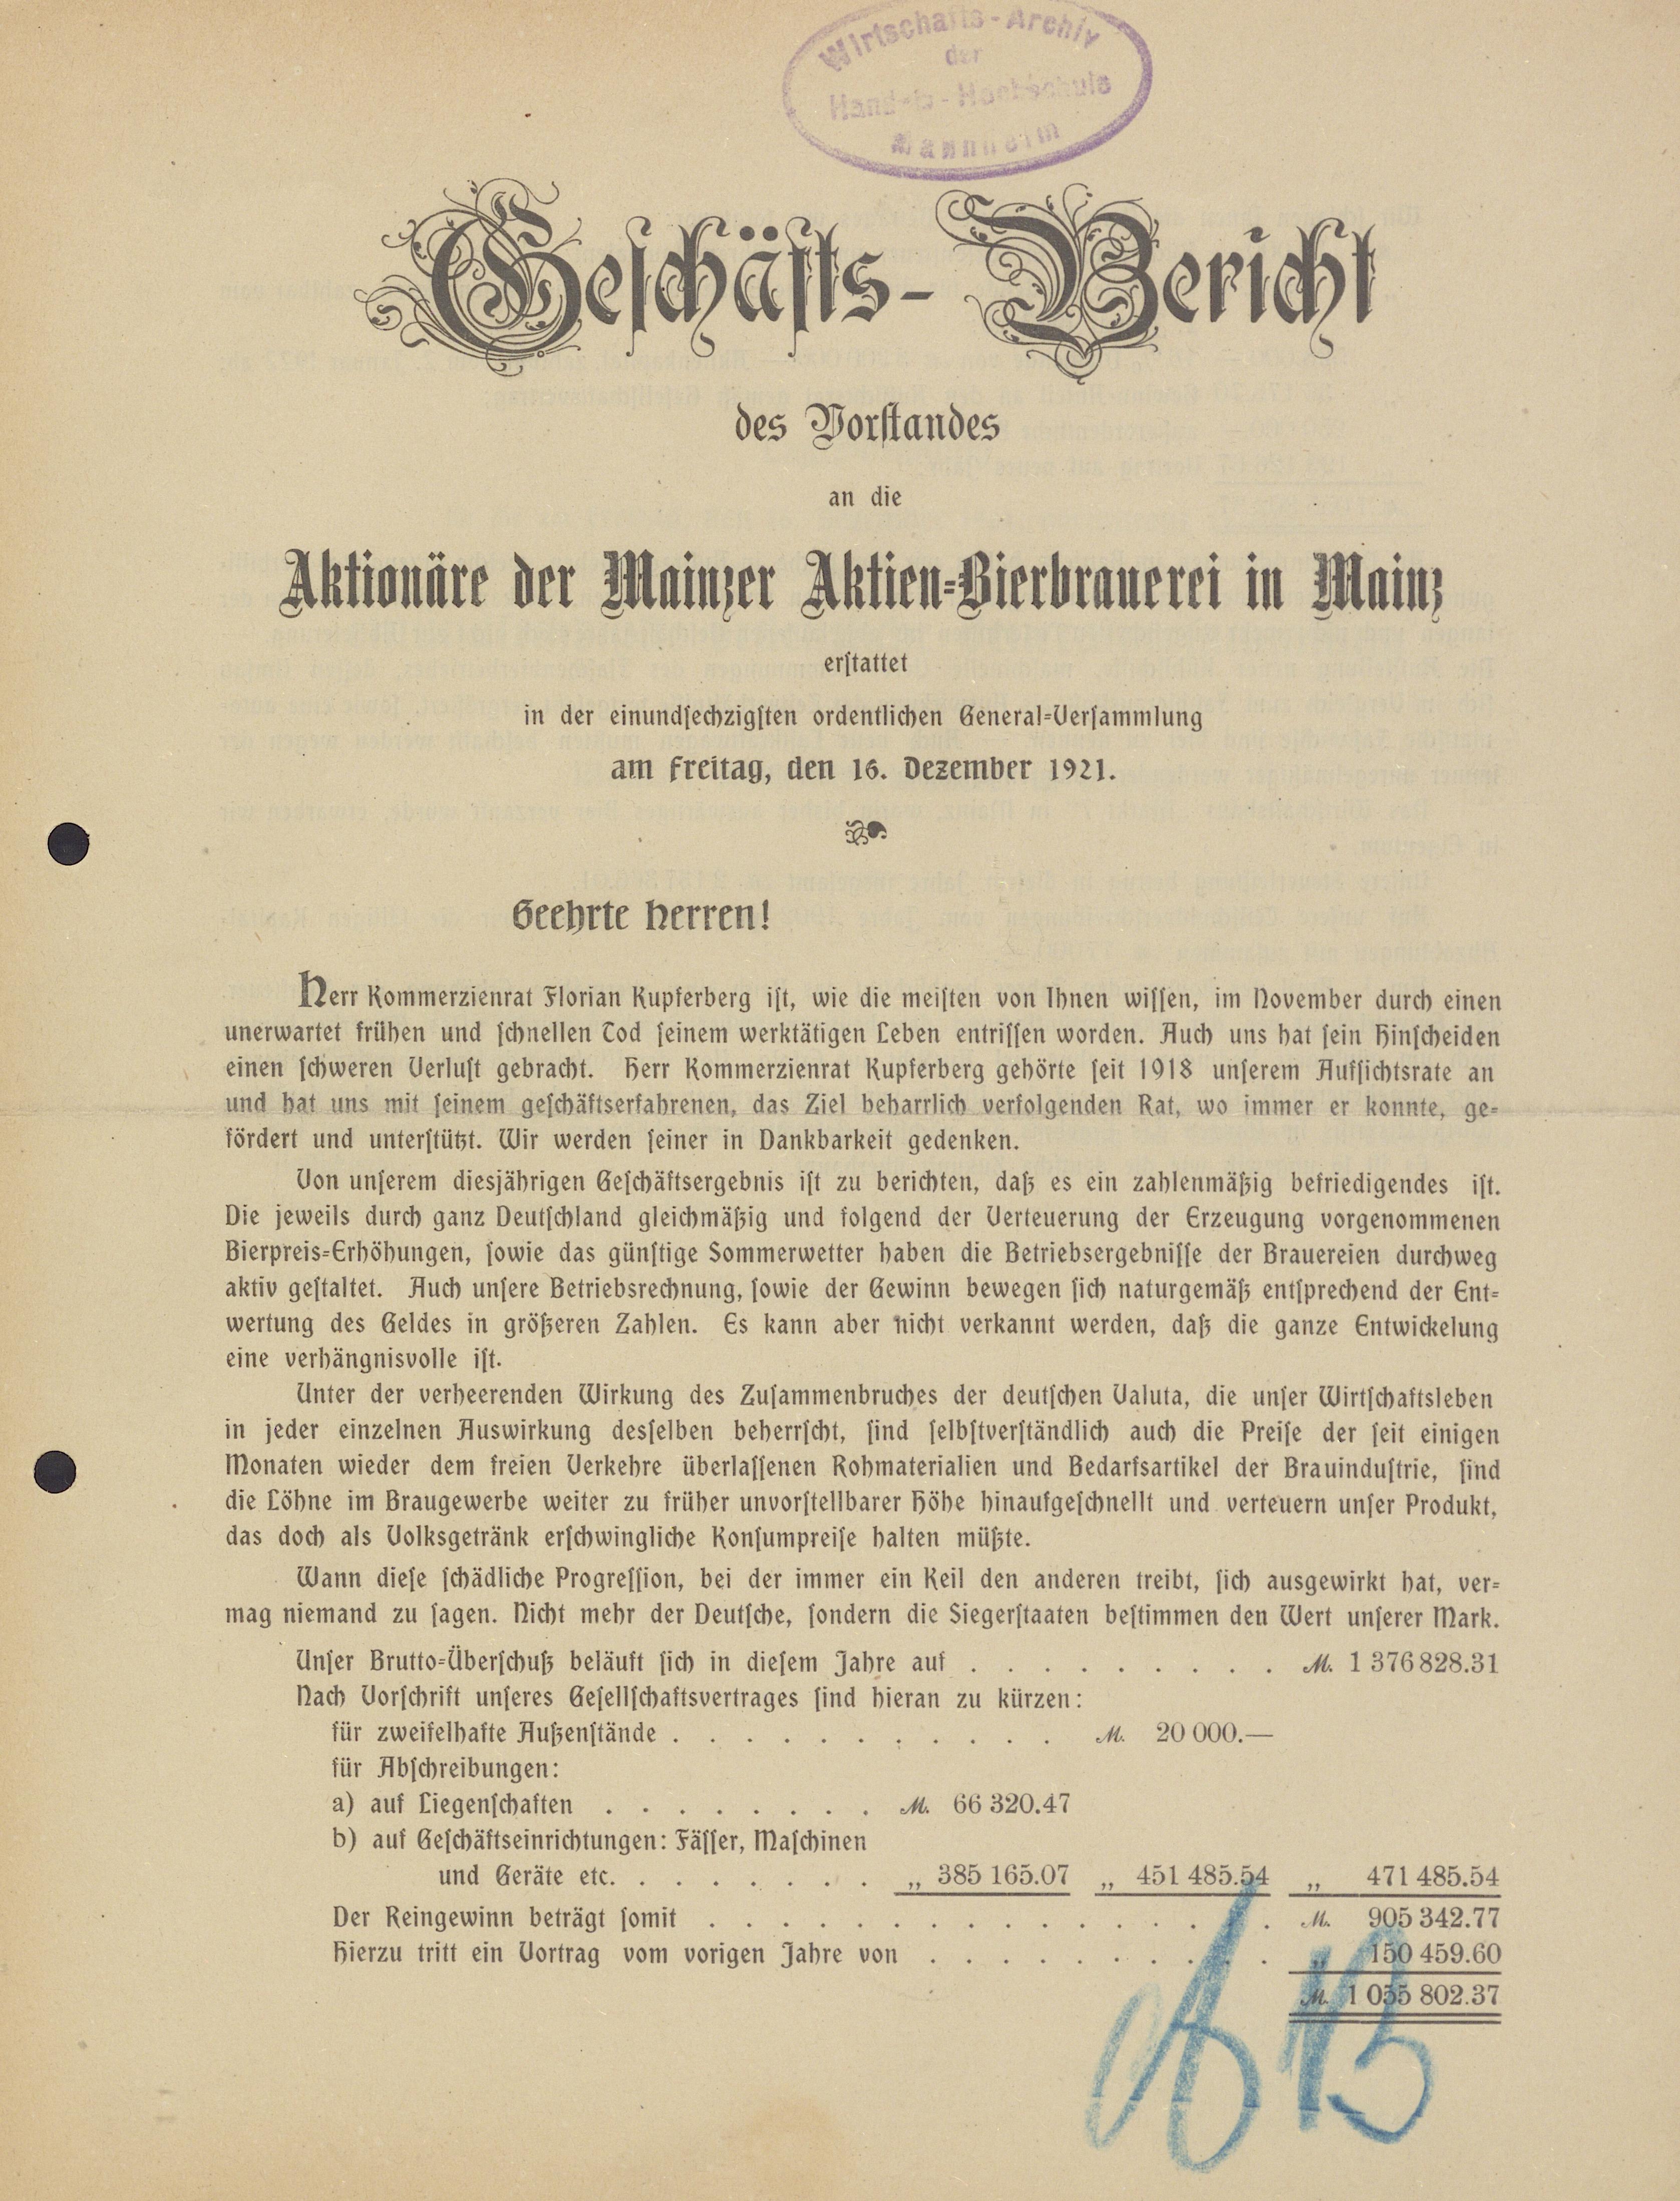 Wirtschafts-Archiv
der
Handels-Hochschule
Mannheim
Geschäfts-Bericht
des Vorstandes
an die
Aktionäre der Mainzer Aktien-Bierbrauerei in Mainz
erstattet
in der einundsechzigsten ordentlichen General-Versammlung
am Freitag, den 16. Dezember 1921.
Geehrte Herren!
Herr Kommerzienrat Florian Kupferberg ist, wie die meisten von Ihnen wissen, im November durch einen
unerwartet frühen und schnellen Tod seinem werktätigen Leben entrissen worden. Auch uns hat sein Hinscheiden
einen schweren Verlust gebracht. Herr Kommerzienrat Kupferberg gehörte seit 1918 unserem Aufsichtsrate an
und hat uns mit seinem geschäftserfahrenen, das Ziel beharrlich verfolgenden Rat, wo immer er konnte, ge-
fördert und unterstützt. Wir werden seiner in Dankbarkeit gedenken.
Von unserem diesjährigen Geschäftsergebnis ist zu berichten, daß es ein zahlenmäßig befriedigendes ist.
Die jeweils durch ganz Deutschland gleichmäßig und folgend der Verteuerung der Erzeugung vorgenommenen
Bierpreis-Erhöhungen, sowie das günstige Sommerwetter haben die Betriebsergebnisse der Brauereien durchweg
aktiv gestaltet. Auch unsere Betriebsrechnung, sowie der Gewinn bewegen sich naturgemäß entsprechend der Ent-
wertung des Geldes in größeren Zahlen. Es kann aber nicht verkannt werden, daß die ganze Entwickelung
eine verhängnisvolle ist.
Unter der verheerenden Wirkung des Zusammenbruches der deutschen Valuta, die unser Wirtschaftsleben
in jeder einzelnen Auswirkung desselben beherrscht, sind selbstverständlich auch die Preise der seit einigen
Monaten wieder dem freien Verkehre überlassenen Rohmaterialien und Bedarfsartikel der Brauindustrie, sind
die Löhne im Braugewerbe weiter zu früher unvorstellbarer Höhe hinaufgeschnellt und verteuern unser Produkt,
das doch als Volksgetränk erschwingliche Konsumpreise halten müßte.
Wann diese schädliche Progression, bei der immer ein Keil den anderen treibt, sich ausgewirkt hat, ver-
mag niemand zu sagen. Nicht mehr der Deutsche, sondern die Siegerstaaten bestimmen den Wert unserer Mark.
Unser Brutto-Überschuß beläuft sich in diesem Jahre auf . . . . . . . . . M. 1 376 828.31
Nach Vorschrift unseres Gesellschaftsvertrages sind hieran zu kürzen:
für zweifelhafte Außenstände . . . . . . . . . . . M. 20 000.—
für Abschreibungen:
a) auf Liegenschaften . . . . . . . . M. 66 320.47
b) auf Geschäftseinrichtungen: Fässer, Maschinen
und Geräte etc. . . . . . . . „ 385 165.07 „ 451 485.54 „ 471 485.54
Der Reingewinn beträgt somit . . . . . . . . . . . . . . . . M. 905 342.77
Hierzu tritt ein Vortrag vom vorigen Jahre von . . . . . . . . . . „ 150 459.60
M. 1 055 802.37